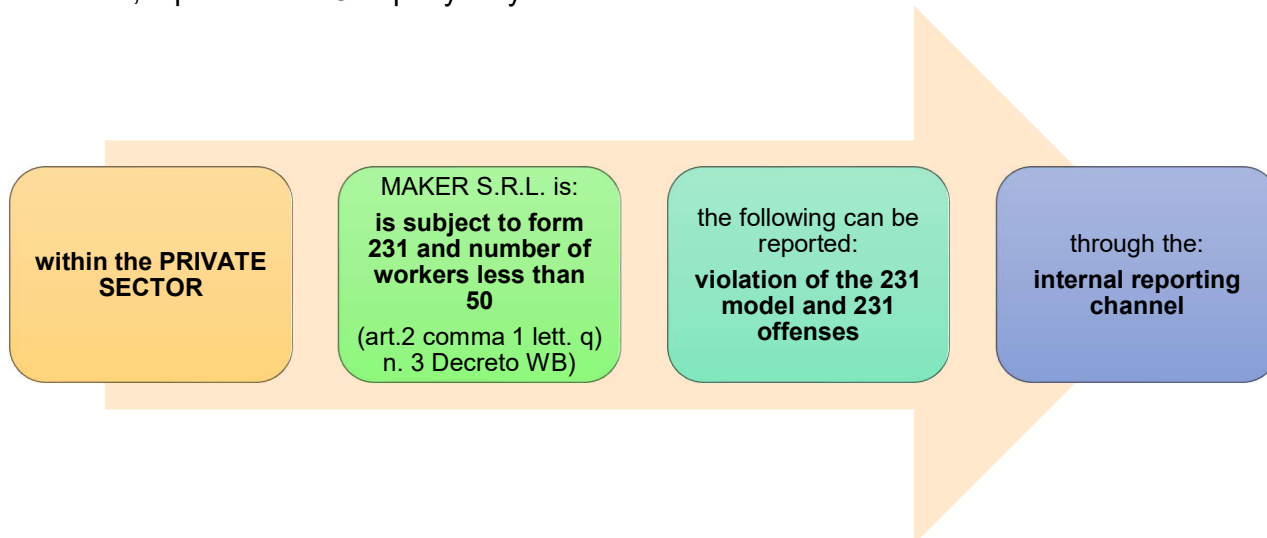 within the PRIVATE
SECTOR
MAKER S.R.L. is:
is subject to form
231 and number of
workers less than
50
(art.2 comma 1 lett. q)
n. 3 Decreto WB)
the following can be
reported:
violation of the 231
model and 231
offenses
through the:
internal reporting
channel